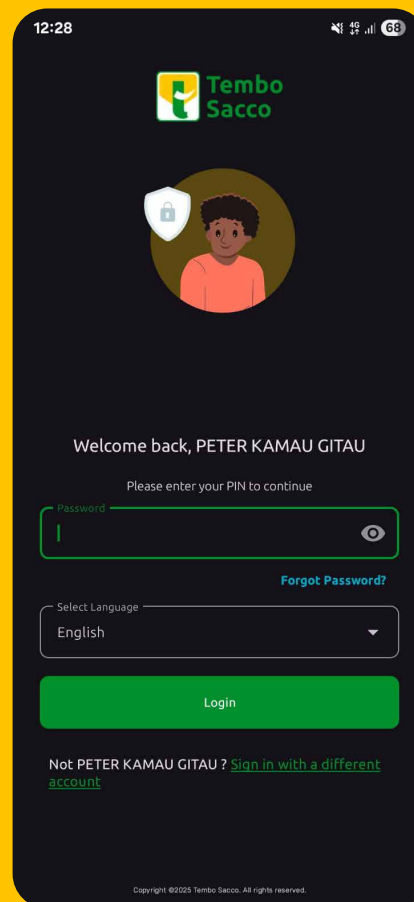 12:28
4G
68
Tembo
Sacco
Welcome back, PETER KAMAU GITAU
Please enter your PIN to continue
Password
Forgot Password?
Select Language
English
Login
Not PETER KAMAU GITAU ? Sign in with a different
account
Copyright ©2025 Tembo Sacco. All rights reserved.